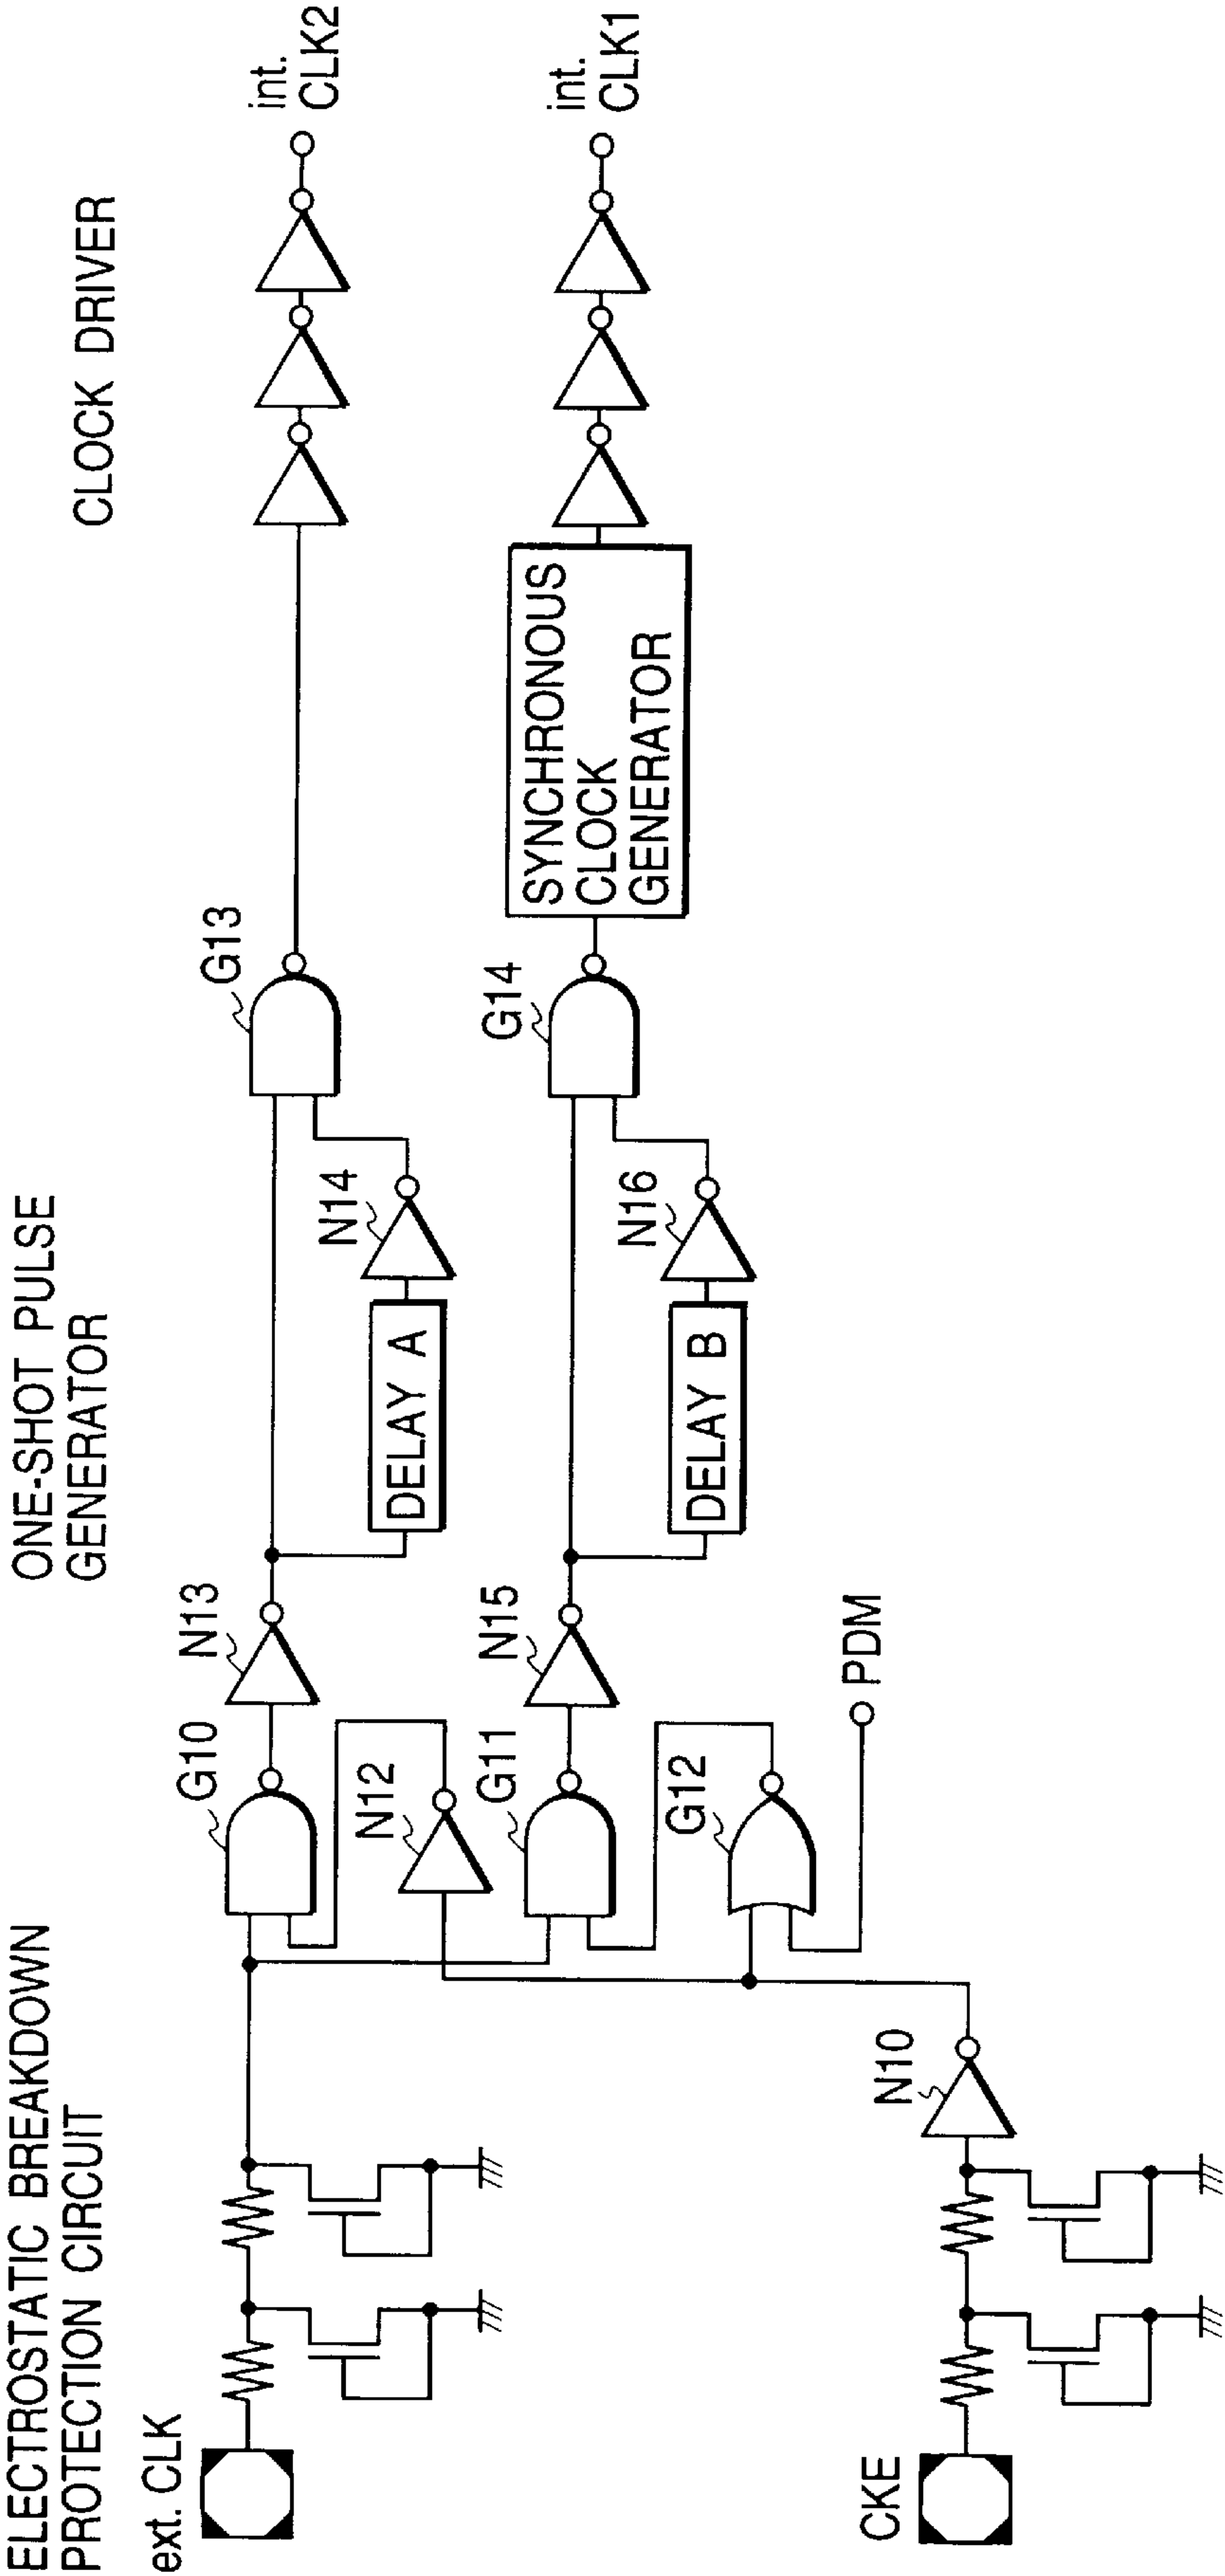 ELECTROSTATIC BREAKDOWN
PROTECTION CIRCUIT
ONE-SHOT PULSE
GENERATOR
CLOCK DRIVER
ext. CLK
G10
N13
G13
int.
CLK2
N12
DELAY A
N14
G11
N15
G14
SYNCHRONOUS
CLOCK
GENERATOR
int.
CLK1
G12
DELAY B
N16
PDM
CKE
N10